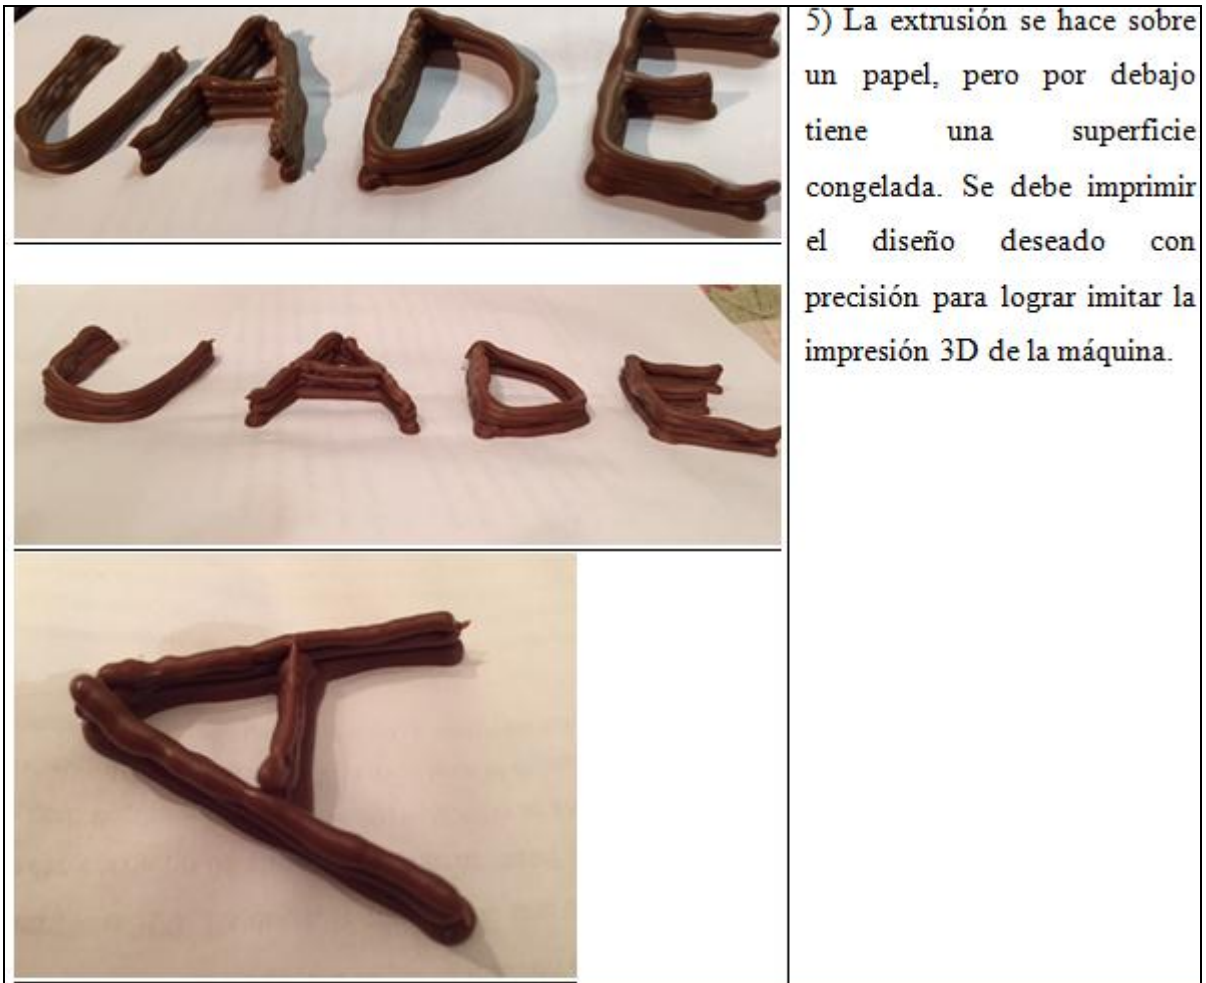 UADE
UADE
A
5) La extrusión se hace sobre
un papel, pero por debajo
tiene una superficie
congelada. Se debe imprimir
el diseño deseado con
precisión para lograr imitar la
impresión 3D de la máquina.